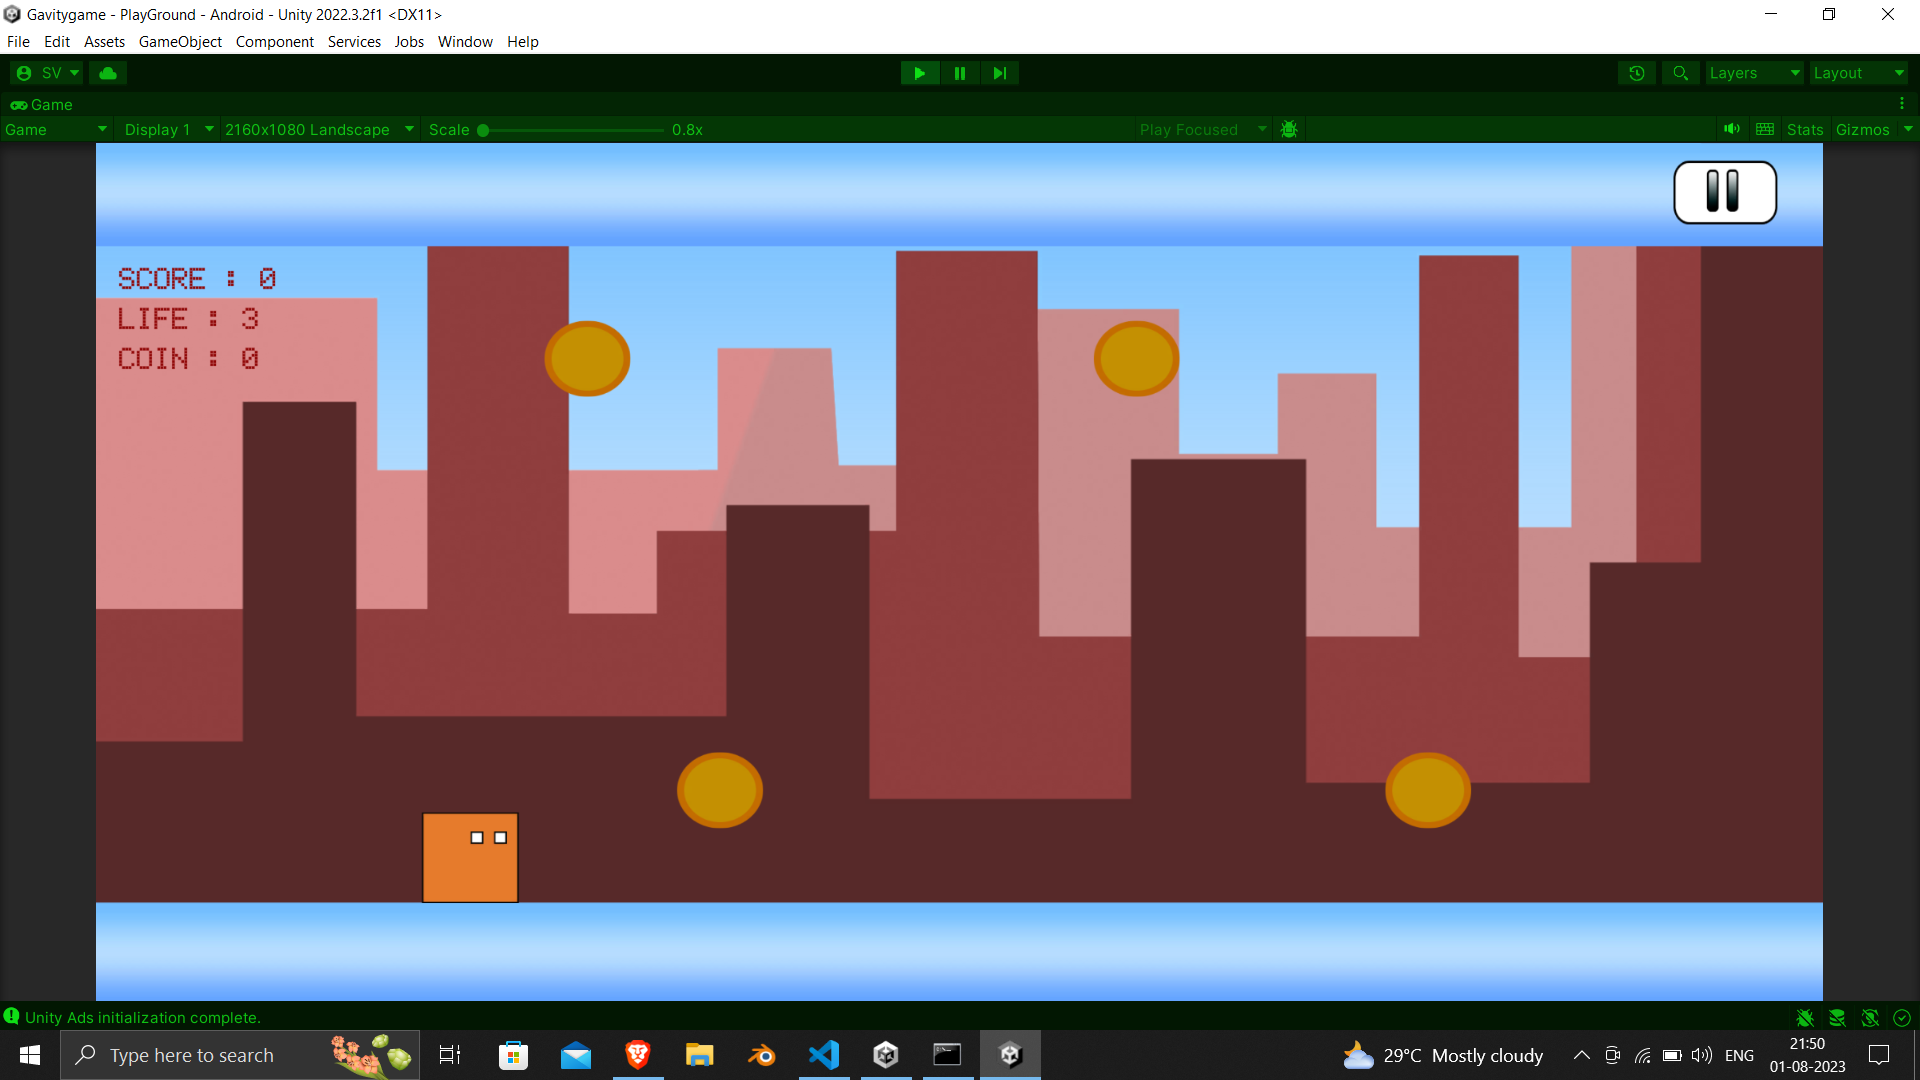 Gavitygame - PlayGround - Android - Unity 2022.3.2f1 <DX11>
File Edit Assets GameObject Component Services Jobs Window Help
SV Layers Layout
Game
Game Display 1 2160x1080 Landscape Scale 0.8x Play Focused Stats Gizmos
SCORE : 0
LIFE : 3
COIN : 0
Unity Ads initialization complete.
Type here to search
29°C Mostly cloudy
ENG
21:50
01-08-2023